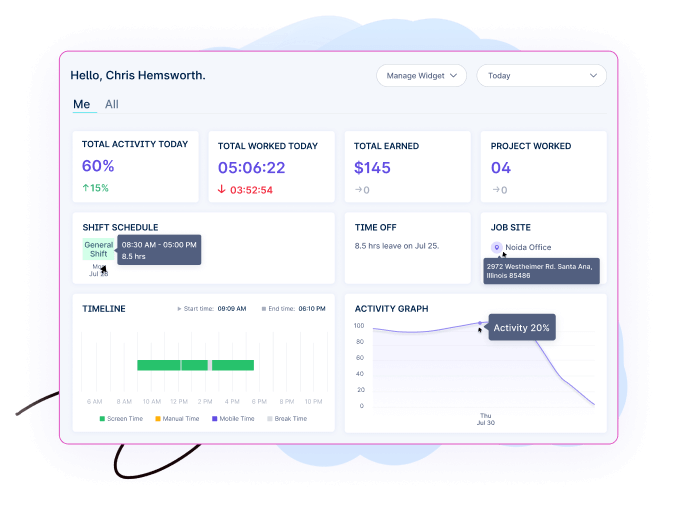 Hello, Chris Hemsworth.
Manage Widget
Today
Me
All
TOTAL ACTIVITY TODAY
60%
↑15%
TOTAL WORKED TODAY
05:06:22
↓ 03:52:54
TOTAL EARNED
$145
→0
PROJECT WORKED
04
→0
SHIFT SCHEDULE
General
Shift
08:30 AM - 05:00 PM
8.5 hrs
Jul 28
TIME OFF
8.5 hrs leave on Jul 25.
JOB SITE
Noida Office
2972 Westheimer Rd. Santa Ana,
Illinois 85486
TIMELINE
Start time: 09:09 AM
End time: 06:10 PM
6 AM 8 AM 10 AM 12 PM 2 PM 4 PM 6 PM 8 PM 10 PM
Screen Time
Manual Time
Mobile Time
Break Time
ACTIVITY GRAPH
100
80
60
40
20
0
Activity 20%
Thu
Jul 30